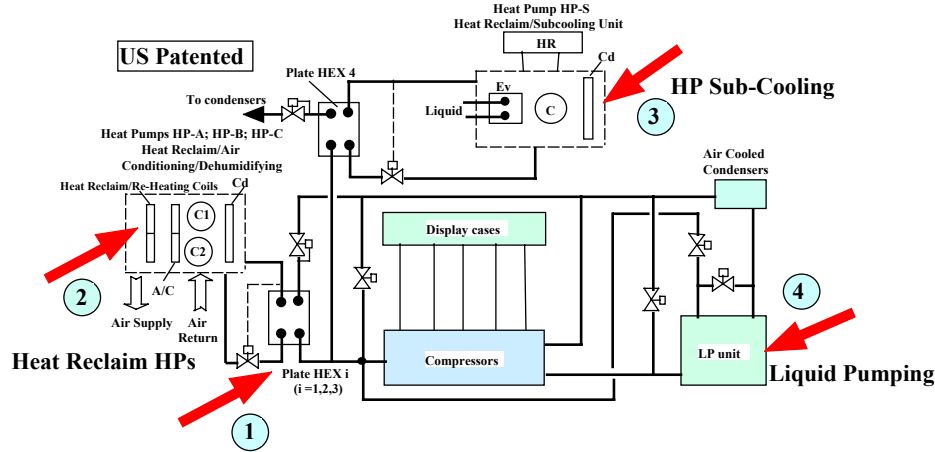 Heat Pump HP-S
Heat Reclaim/Subcooling Unit
US Patented
HR
Cd
Plate HEX 4
HP Sub-Cooling
Ev
To condensers
Liquid
C
3
Heat Pumps HP-A; HP-B; HP-C
Heat Reclaim/Air
Conditioning/Dehumidifying
Air Cooled
Condensers
Heat Reclaim/Re-Heating Coils
Cd
C1
Display cases
C2
2
A/C
4
Air Supply
Air
Return
Heat Reclaim HPs
Compressors
LP unit
Plate HEX i
(i =1,2,3)
Liquid Pumping
1